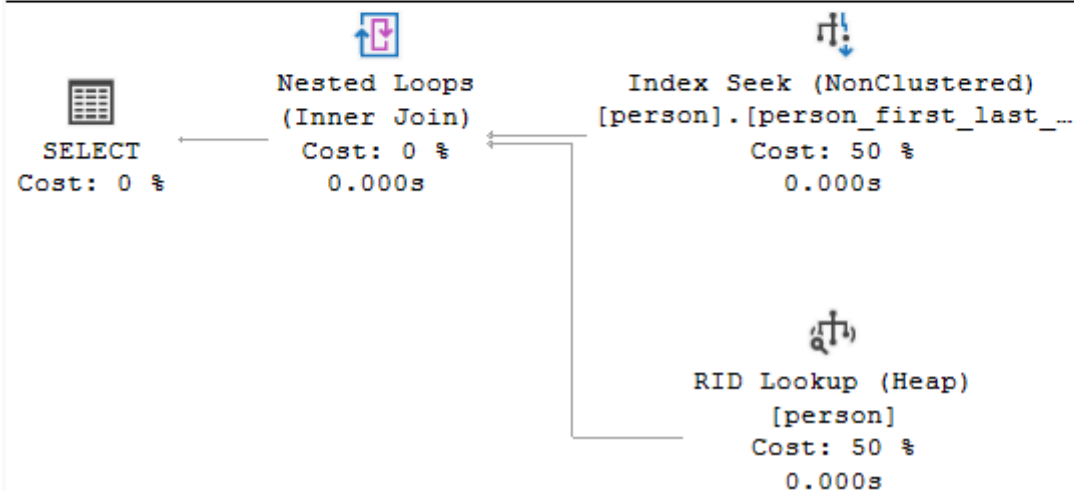 SELECT
Cost: 0 %
Nested Loops
(Inner Join)
Cost: 0 %
0.000s
Index Seek (NonClustered)
[person].[person_first_last_…
Cost: 50 %
0.000s
RID Lookup (Heap)
[person]
Cost: 50 %
0.000s